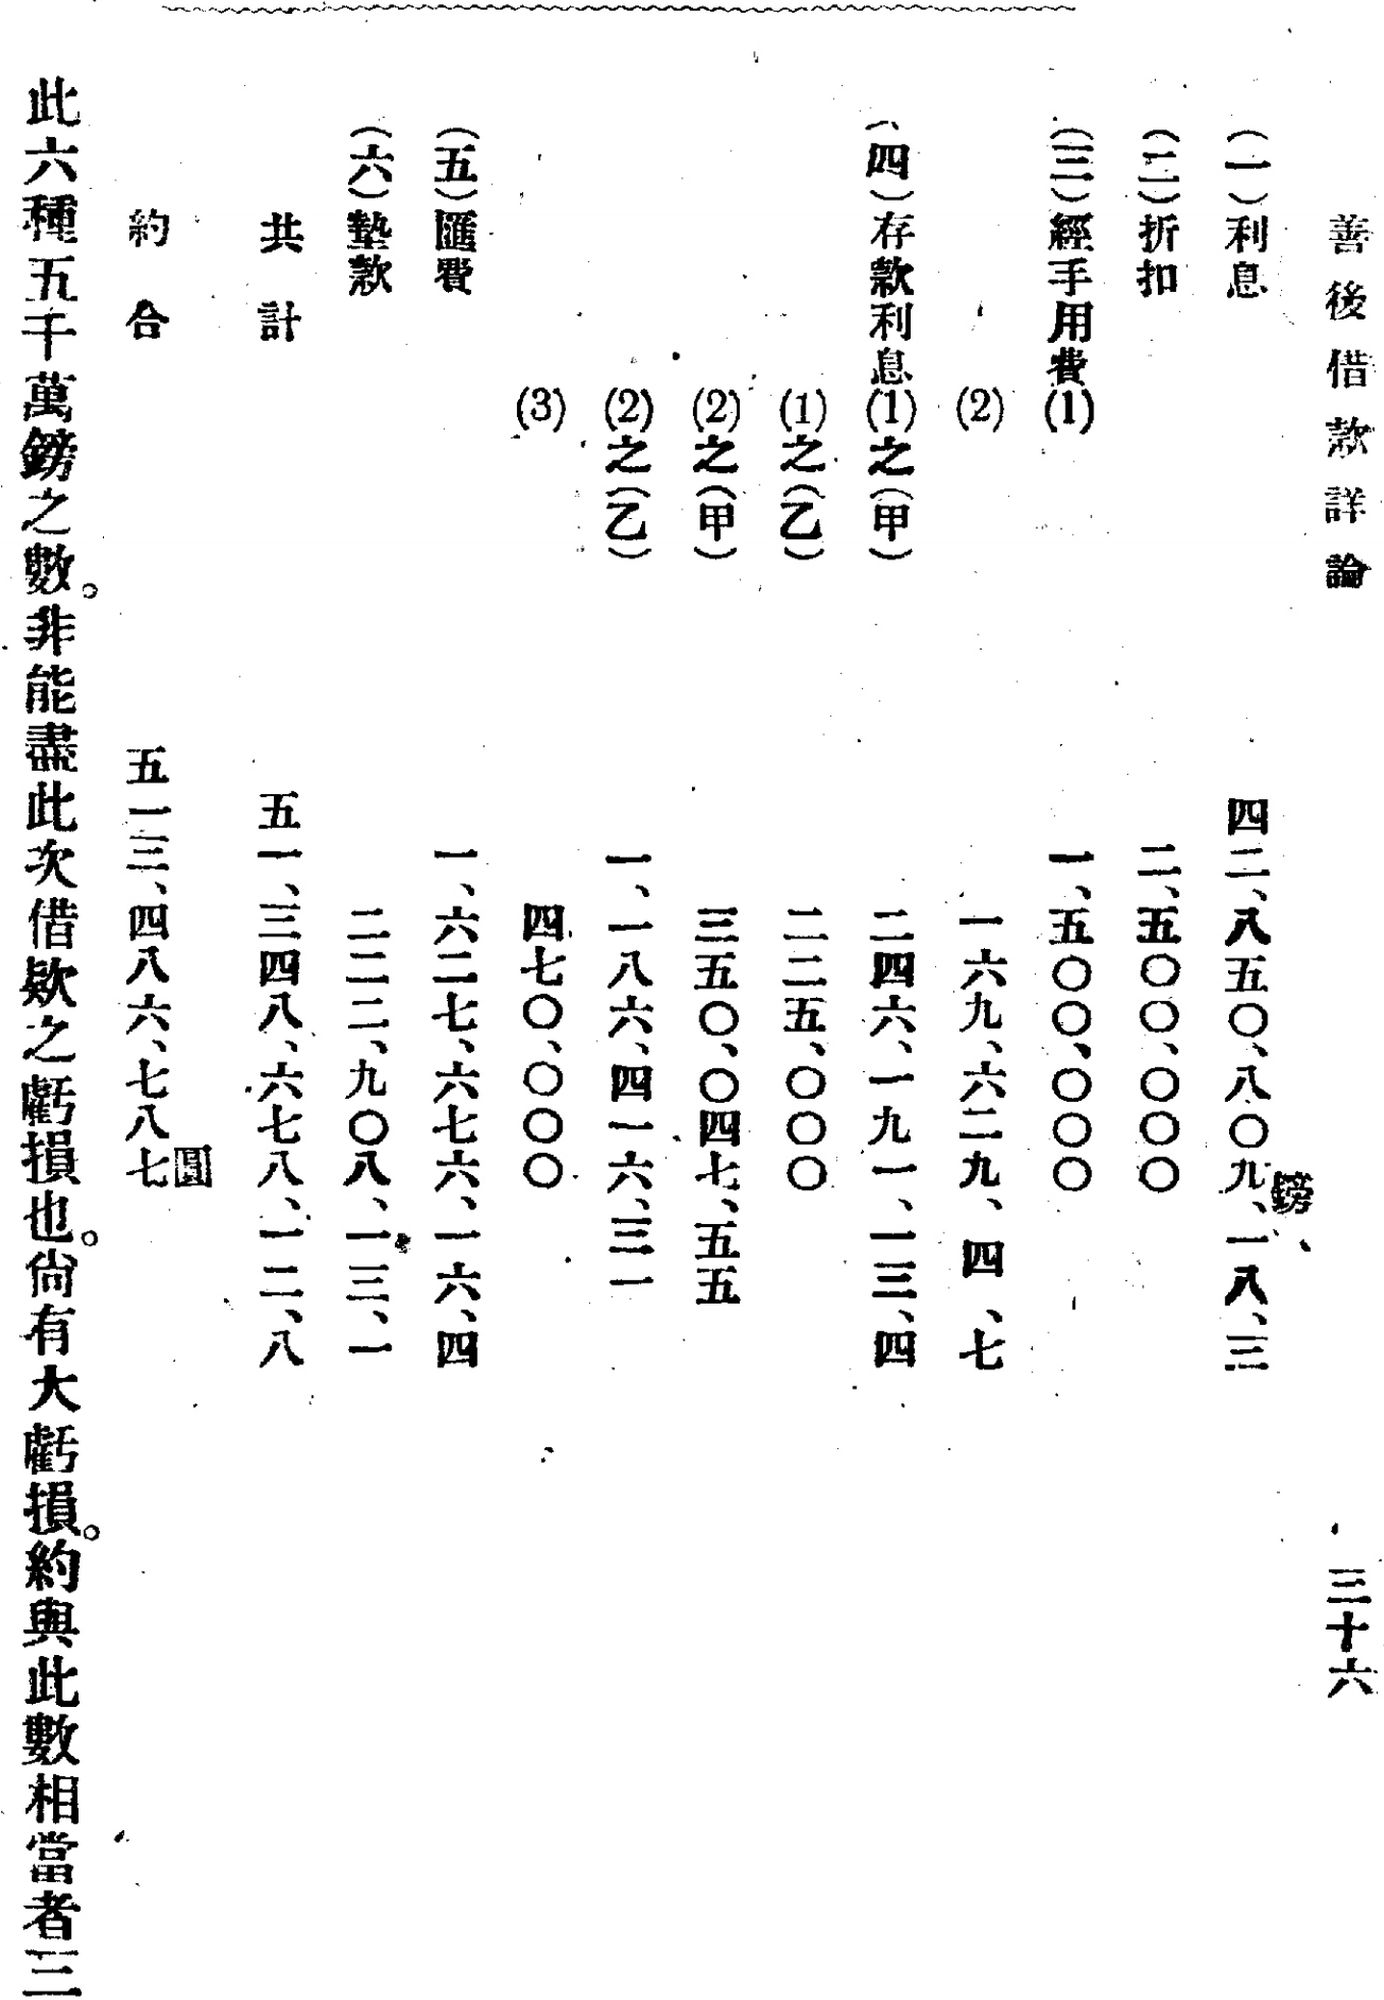 善後借款詳論　三十六
鎊
(一)利息　四二、八五〇、八〇九、一八、三
(二)折扣　二、五〇〇、〇〇〇
(三)經手用費(1)　一、五〇〇、〇〇〇
(2)　一六九、六二九、四、七
(四)存款利息(1)之(甲)　二四六、一九一、一三、四
(1)之(乙)　二二五、〇〇〇
(2)之(甲)　三五〇、〇四七、五五
(2)之(乙)　一、一八六、四一六、三一
(3)　四七〇、〇〇〇
(五)匯費　一、六二七、六七六、一六、四
(六)墊款　二二二、九〇八、一三、一
共計　五一、三四八、六七八、一二、八
圓
約合　五一三、四八六、七八七
此六種五千萬鎊之數。非能盡此次借欵之虧損也。尙有大虧損。約與此數相當者三